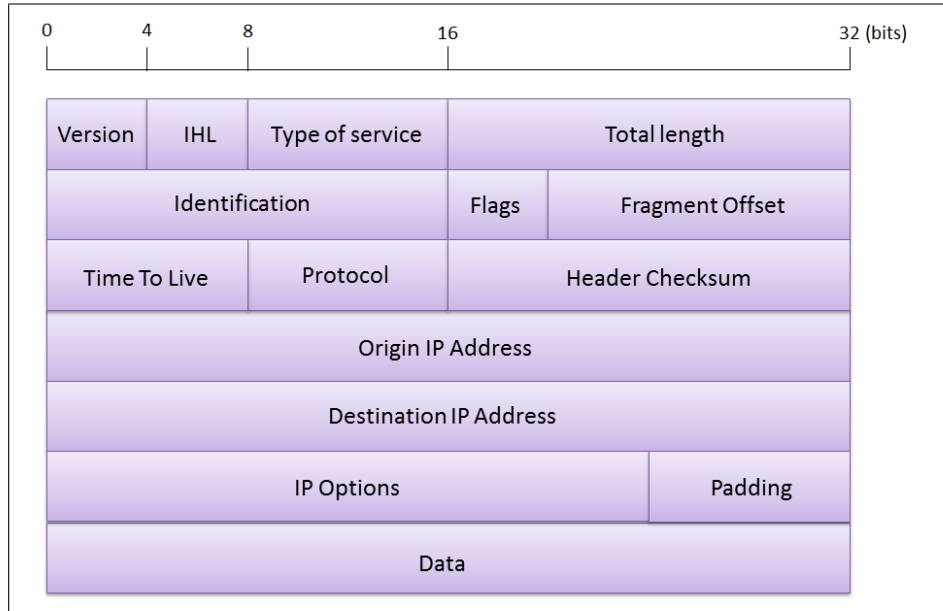 0 4 8 16 32 (bits)
Version IHL Type of service Total length
Identification Flags Fragment Offset
Time To Live Protocol Header Checksum
Origin IP Address
Destination IP Address
IP Options Padding
Data